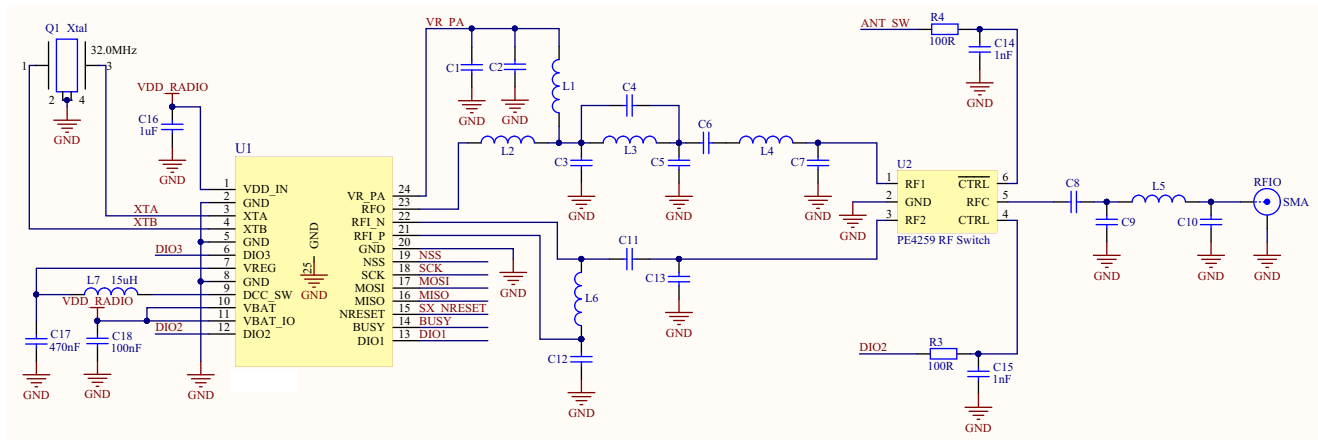 Q1 Xtal
32.0MHz
1
3
2
4
GND
VDD_RADIO
C16
1uF
GND
VR_PA
C1
C2
GND
GND
L1
C4
L2
C3
L3
C5
C6
L4
C7
GND
GND
GND
ANT_SW
R4
100R
C14
1nF
GND
U1
1 VDD_IN
2 GND
3 XTA
4 XTB
5 GND
6 DIO3
7 VREG
8 GND
9 DCC_SW
10 VBAT
11 VBAT_IO
12 DIO2
XTA
XTB
DIO3
DIO2
GND
25
GND
VR_PA 24
RFO 23
RFI_N 22
RFI_P 21
GND 20
NSS 19 NSS
SCK 18 SCK
MOSI 17 MOSI
MISO 16 MISO
NRESET 15 SX_NRESET
BUSY 14 BUSY
DIO1 13 DIO1
GND
L7 15uH
VDD_RADIO
C17
470nF
GND
C18
100nF
GND
GND
C11
L6
C13
GND
C12
GND
U2
1 RF1
2 GND
3 RF2
CTRL 6
RFC 5
CTRL 4
PE4259 RF Switch
GND
C8
C9
GND
L5
C10
GND
RFIO
SMA
GND
DIO2
R3
100R
C15
1nF
GND